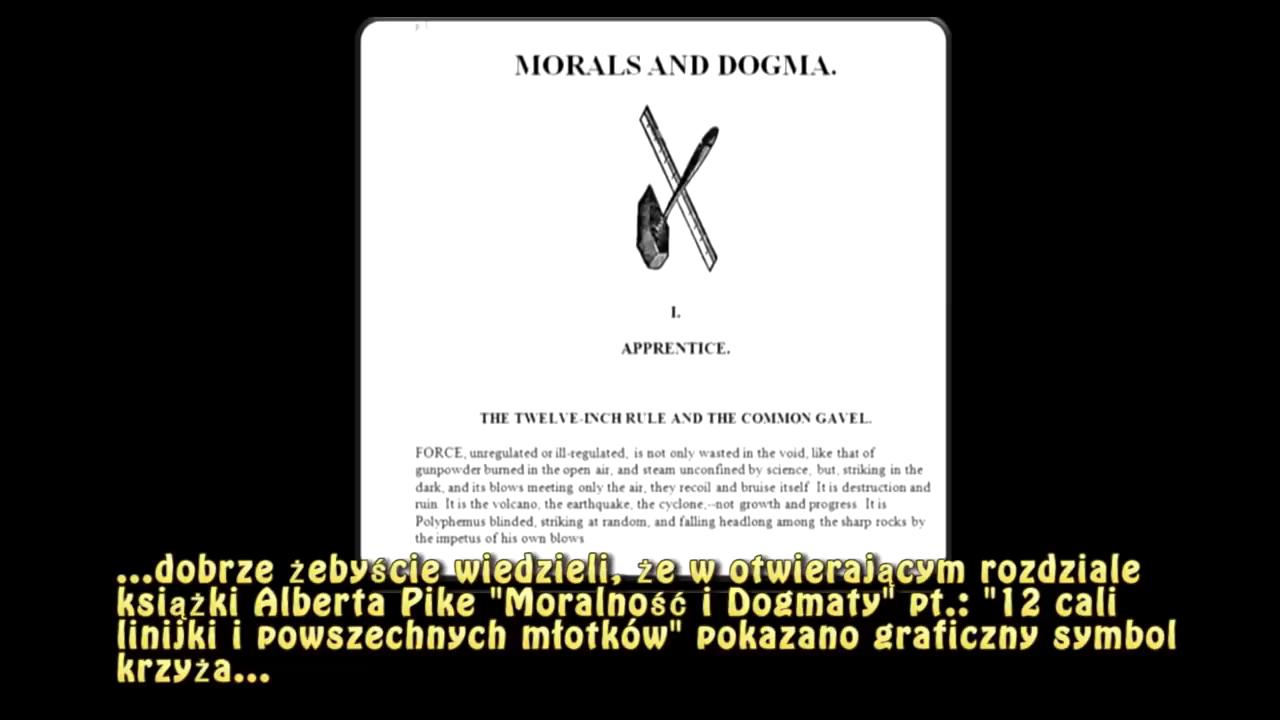 MORALS AND DOGMA.
I.
APPRENTICE.
THE TWELVE-INCH RULE AND THE COMMON GAVEL.
FORCE, unregulated or ill-regulated, is not only wasted in the void, like that of
gunpowder burned in the open air, and steam unconfined by science; but, striking in the
dark, and its blows meeting only the air, they recoil and bruise itself. It is destruction and
ruin. It is the volcano, the earthquake, the cyclone;--not growth and progress. It is
Polyphemus blinded, striking at random, and falling headlong among the sharp rocks by
the impetus of his own blows.
...dobrze żebyście wiedzieli, że w otwierającym rozdziale
książki Alberta Pike "Moralność i Dogmaty" pt.: "12 cali
linijki i powszechnych młotków" pokazano graficzny symbol
krzyża...